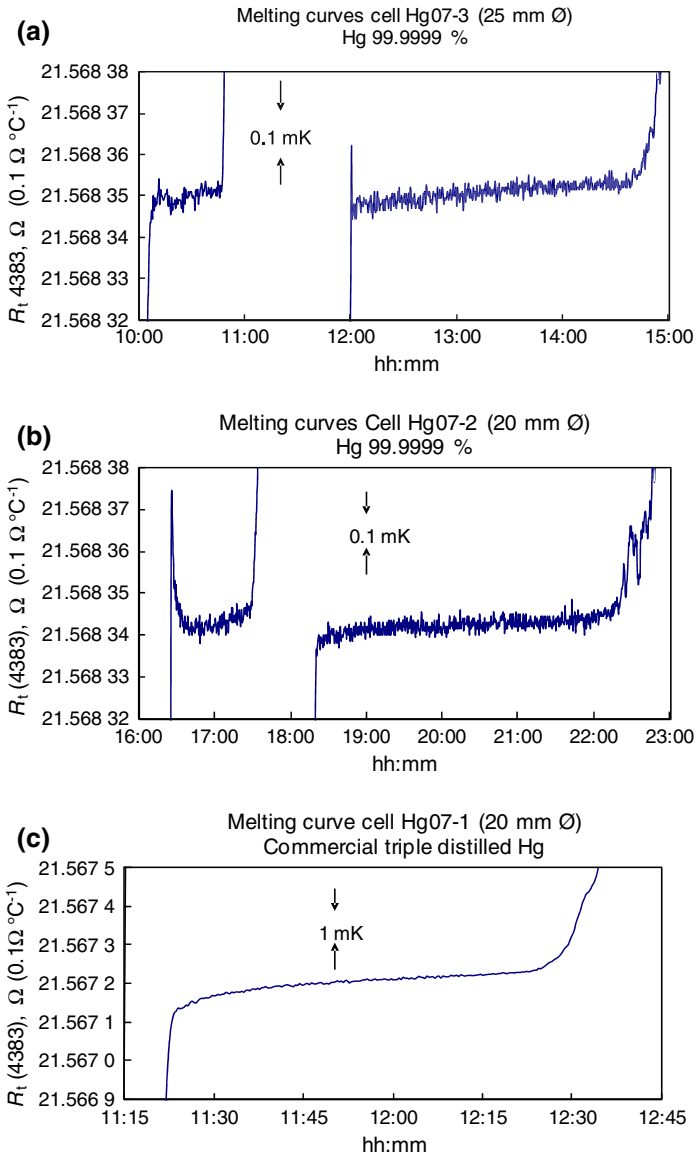 (a)
Melting curves cell Hg07-3 (25 mm Ø)
Hg 99.9999 %
R t 4383, Ω (0.1 Ω °C-1)
21.568 38
21.568 37
21.568 36
21.568 35
21.568 34
21.568 33
21.568 32
0.1 mK
10:00 11:00 12:00 13:00 14:00 15:00
hh:mm
(b)
Melting curves Cell Hg07-2 (20 mm Ø)
Hg 99.9999 %
R t (4383), Ω (0.1 Ω °C-1)
21.568 38
21.568 37
21.568 36
21.568 35
21.568 34
21.568 33
21.568 32
0.1 mK
16:00 17:00 18:00 19:00 20:00 21:00 22:00 23:00
hh:mm
(c)
Melting curve cell Hg07-1 (20 mm Ø)
Commercial triple distilled Hg
R t (4383), Ω (0.1Ω °C-1)
21.567 5
21.567 4
21.567 3
21.567 2
21.567 1
21.567 0
21.566 9
1 mK
11:15 11:30 11:45 12:00 12:15 12:30 12:45
hh:mm